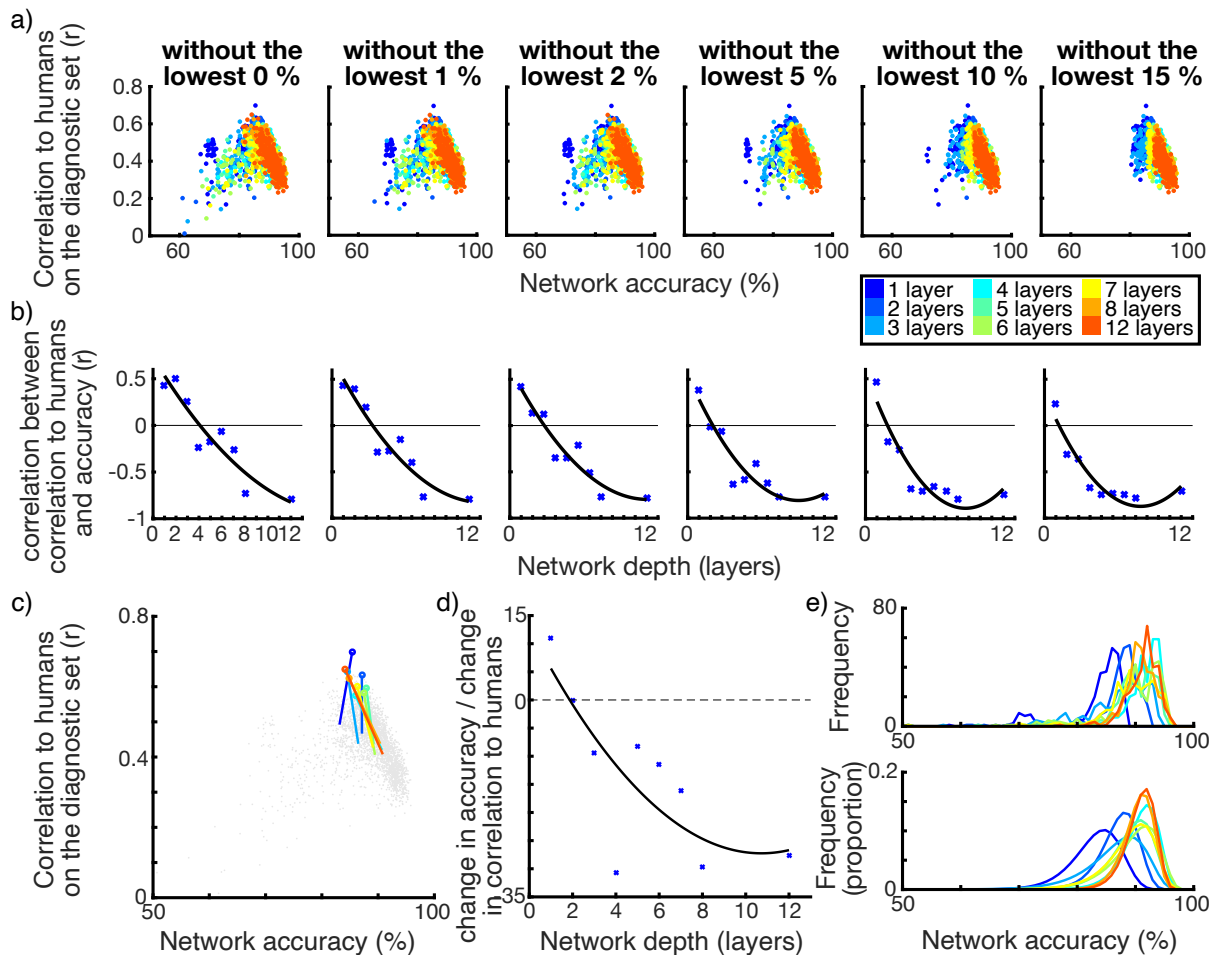 a)
Correlation to humans
on the diagnostic set (r)
without the
lowest 0 %
without the
lowest 1 %
without the
lowest 2 %
without the
lowest 5 %
without the
lowest 10 %
without the
lowest 15 %
0.8
0.6
0.4
0.2
0
60 100
60 100
60 100
60 100
60 100
60 100
Network accuracy (%)
1 layer 4 layers 7 layers
2 layers 5 layers 8 layers
3 layers 6 layers 12 layers
b)
correlation between
correlation to humans
and accuracy (r)
0.5
0
-0.5
-1
0 2 4 6 8 10 12
0 12
0 12
0 12
0 12
0 12
Network depth (layers)
c)
Correlation to humans
on the diagnostic set (r)
0.8
0.4
0
50 100
Network accuracy (%)
d)
change in accuracy / change
in correlation to humans
15
0
-35
0 2 4 6 8 10 12
Network depth (layers)
e)
Frrequency
80
0
50 100
Frequency
(proportion)
0.2
0
50 100
Network accuracy (%)